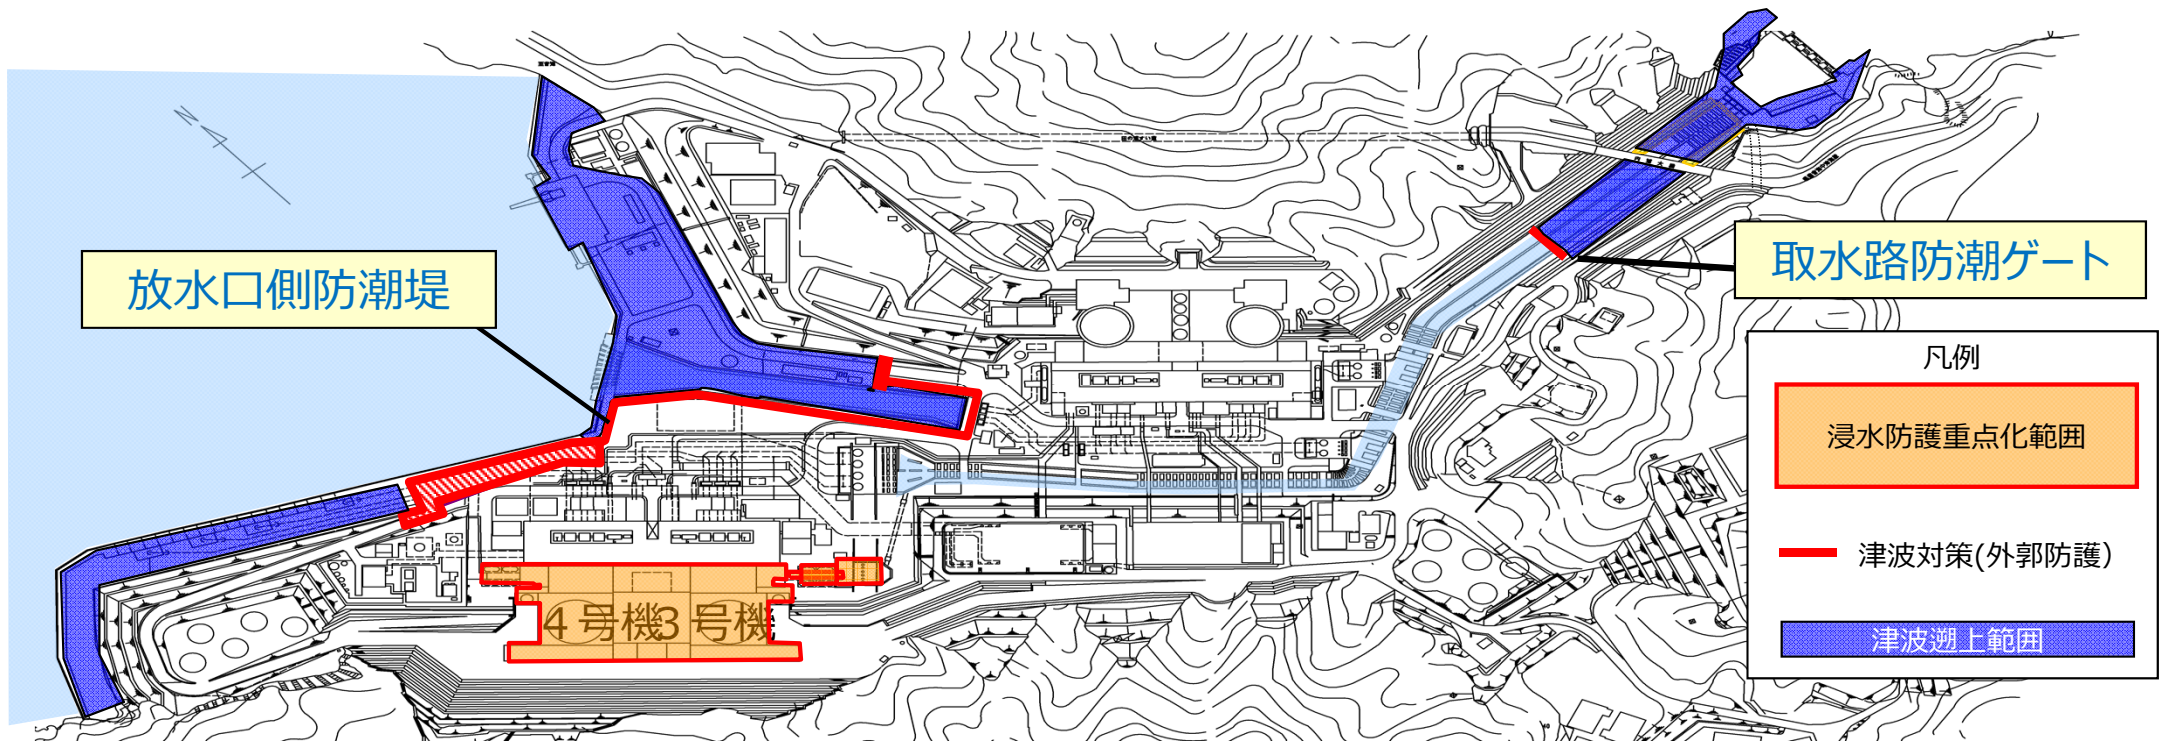 放水口側防潮堤
取水路防潮ゲート
凡例
浸水防護重点化範囲
津波対策(外郭防護)
津波遡上範囲
4号機3号機
N